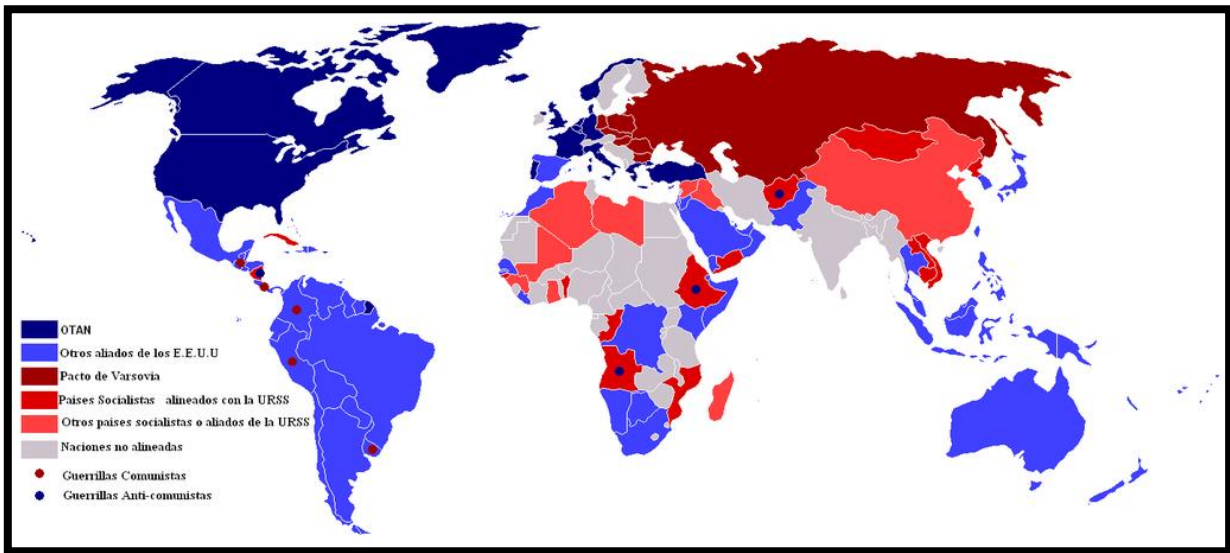 OTAN
Otros aliados de los E.E.U.U
Pacto de Varsovia
Paises Socialistas alineados con la URSS
Otros paises socialistas o aliados de la URSS
Naciones no alineadas
Guerrillas Comunistas
Guerrillas Anti-comunistas